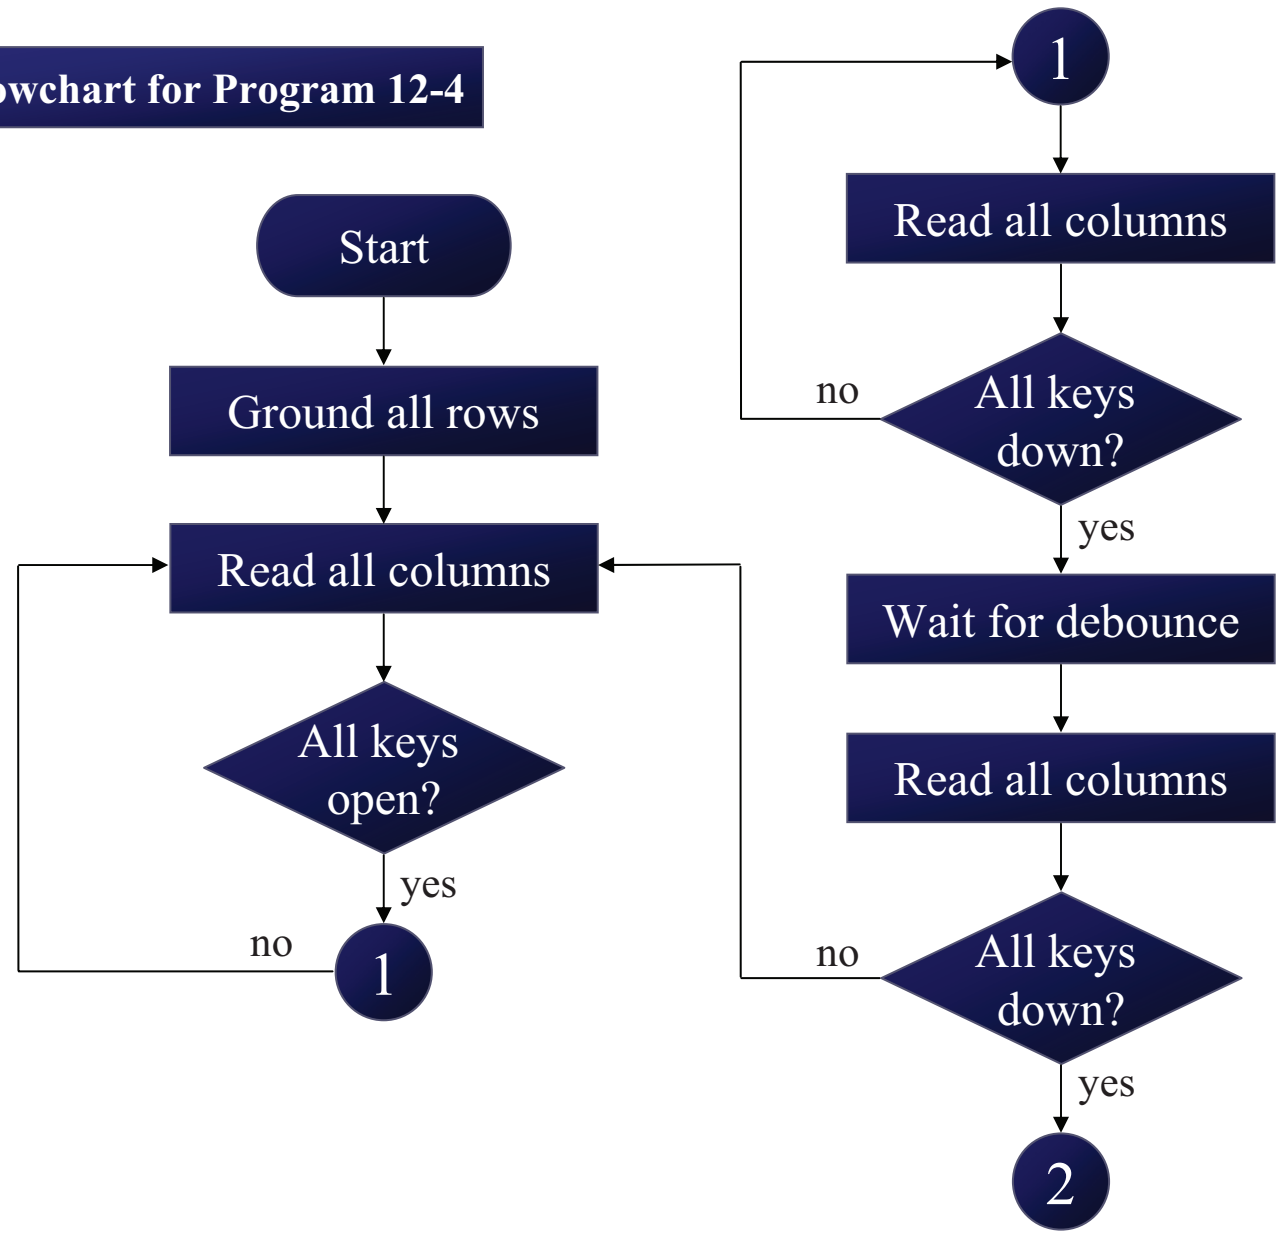 owchart for Program 12-4
Start
Ground all rows
Read all columns
All keys
open?
yes
no
1
1
Read all columns
All keys
down?
no
yes
Wait for debounce
Read all columns
All keys
down?
no
yes
2